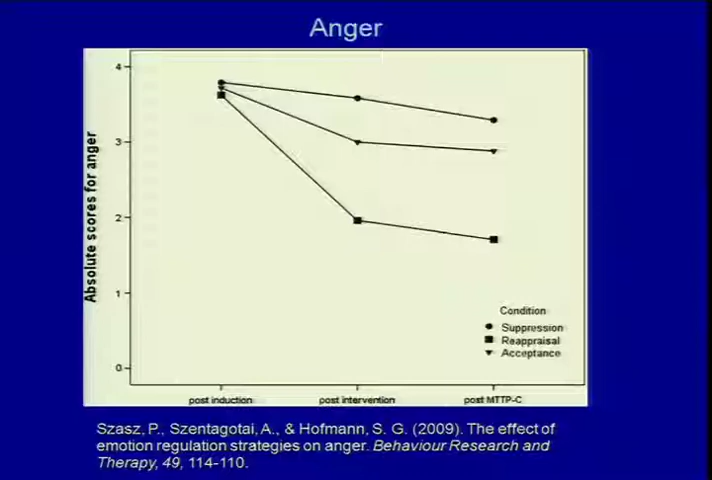 Anger
Absolute scores for anger
4
3
2
1
0
Condition
Suppression
Reappraisal
Acceptance
post induction
post intervention
post MTTP-C
Szasz, P., Szentagotai, A., & Hofmann, S. G. (2009). The effect of
emotion regulation strategies on anger. Behaviour Research and
Therapy, 49, 114-110.